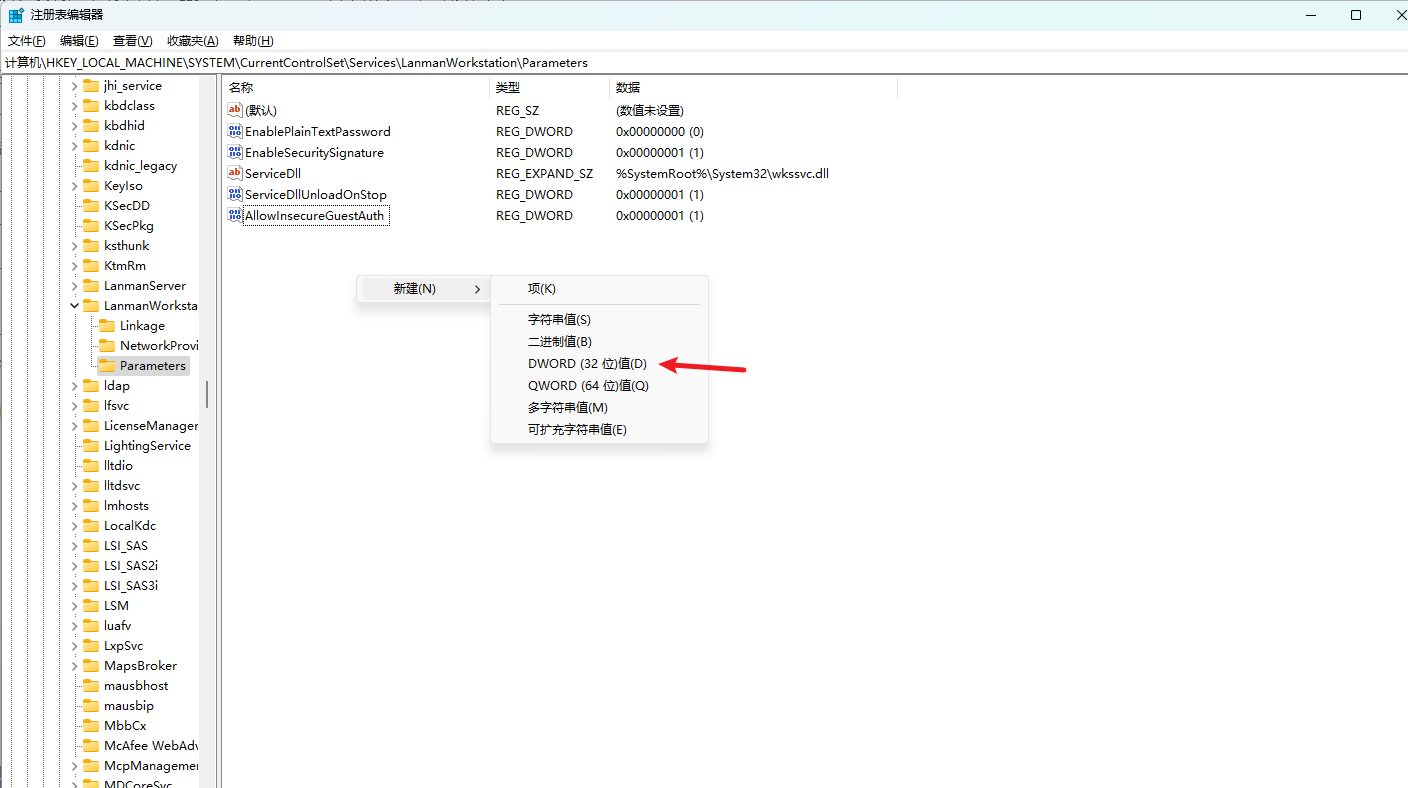 注册表编辑器
文件(F) 编辑(E) 查看(V) 收藏夹(A) 帮助(H)
计算机\HKEY_LOCAL_MACHINE\SYSTEM\CurrentControlSet\Services\LanmanWorkstation\Parameters
jhi_service
kbdclass
kbdhid
kdnic
kdnic_legacy
KeyIso
KSecDD
KSecPkg
ksthunk
KtmRm
LanmanServer
LanmanWorksta
Linkage
NetworkProvi
Parameters
ldap
lfsvc
LicenseManager
LightingService
lltdio
lltdsvc
lmhosts
LocalKdc
LSI_SAS
LSI_SAS2i
LSI_SAS3i
LSM
luafv
LxpSvc
MapsBroker
mausbhost
mausbip
MbbCx
McAfee WebAdv
McpManagemen
MDCoreSvc
名称 类型 数据
(默认) REG_SZ (数值未设置)
EnablePlainTextPassword REG_DWORD 0x00000000 (0)
EnableSecuritySignature REG_DWORD 0x00000001 (1)
ServiceDll REG_EXPAND_SZ %SystemRoot%\System32\wkssvc.dll
ServiceDllUnloadOnStop REG_DWORD 0x00000001 (1)
AllowInsecureGuestAuth REG_DWORD 0x00000001 (1)
新建(N)
项(K)
字符串值(S)
二进制值(B)
DWORD (32 位)值(D)
QWORD (64 位)值(Q)
多字符串值(M)
可扩充字符串值(E)